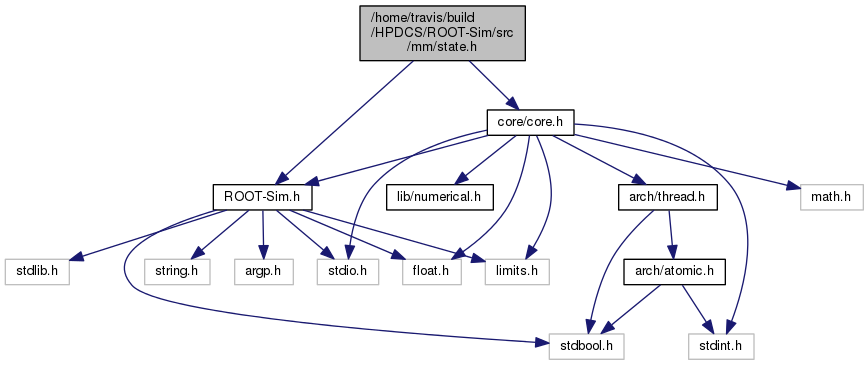 /home/travis/build
/HPDCS/ROOT-Sim/src
/mm/state.h
core/core.h
ROOT-Sim.h
lib/numerical.h
arch/thread.h
math.h
stdlib.h
string.h
argp.h
stdio.h
float.h
limits.h
arch/atomic.h
stdbool.h
stdint.h